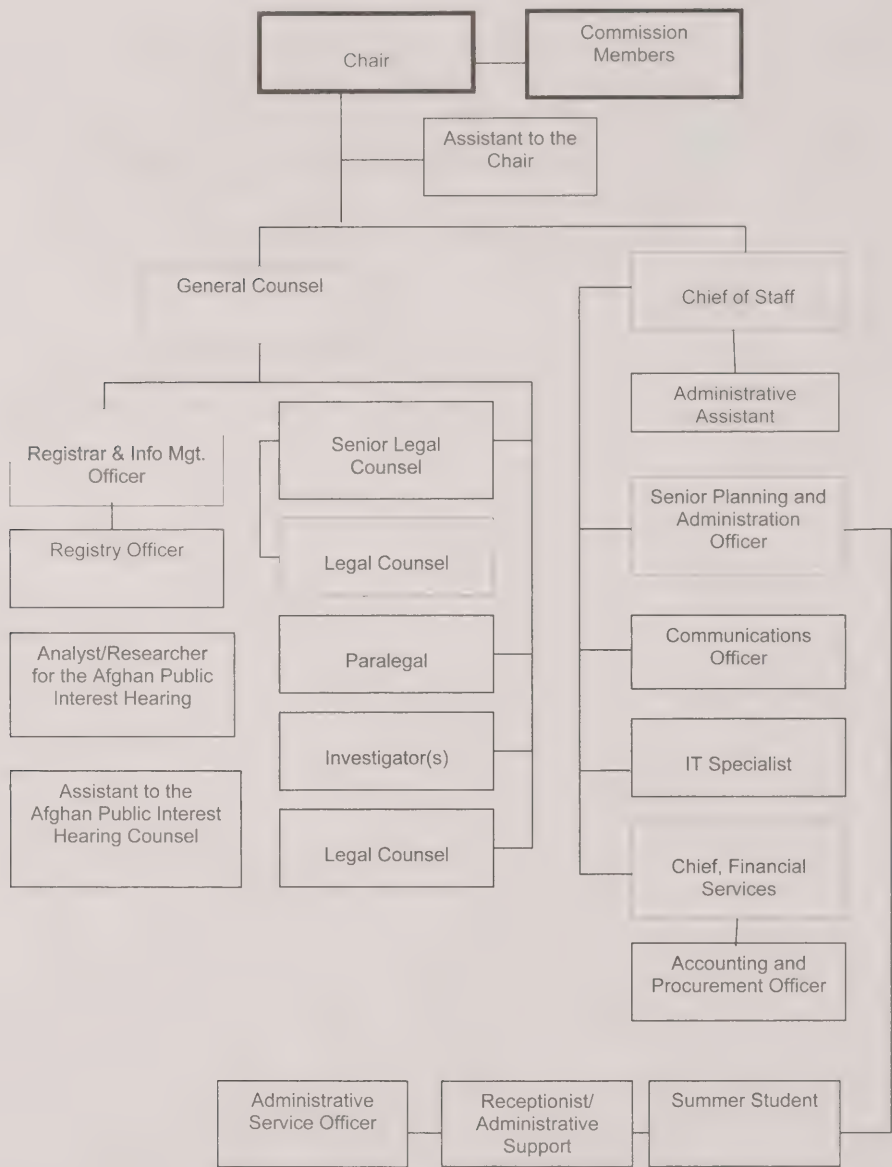 Chair
Commission
Members
Assistant to the
Chair
General Counsel
Chief of Staff
Administrative
Assistant
Registrar & Info Mgt.
Officer
Senior Legal
Counsel
Senior Planning and
Administration
Officer
Registry Officer
Legal Counsel
Analyst/Researcher
for the Afghan Public
Interest Hearing
Paralegal
Communications
Officer
Investigator(s)
IT Specialist
Assistant to the
Afghan Public Interest
Hearing Counsel
Legal Counsel
Chief, Financial
Services
Accounting and
Procurement Officer
Administrative
Service Officer
Receptionist/
Administrative
Support
Summer Student